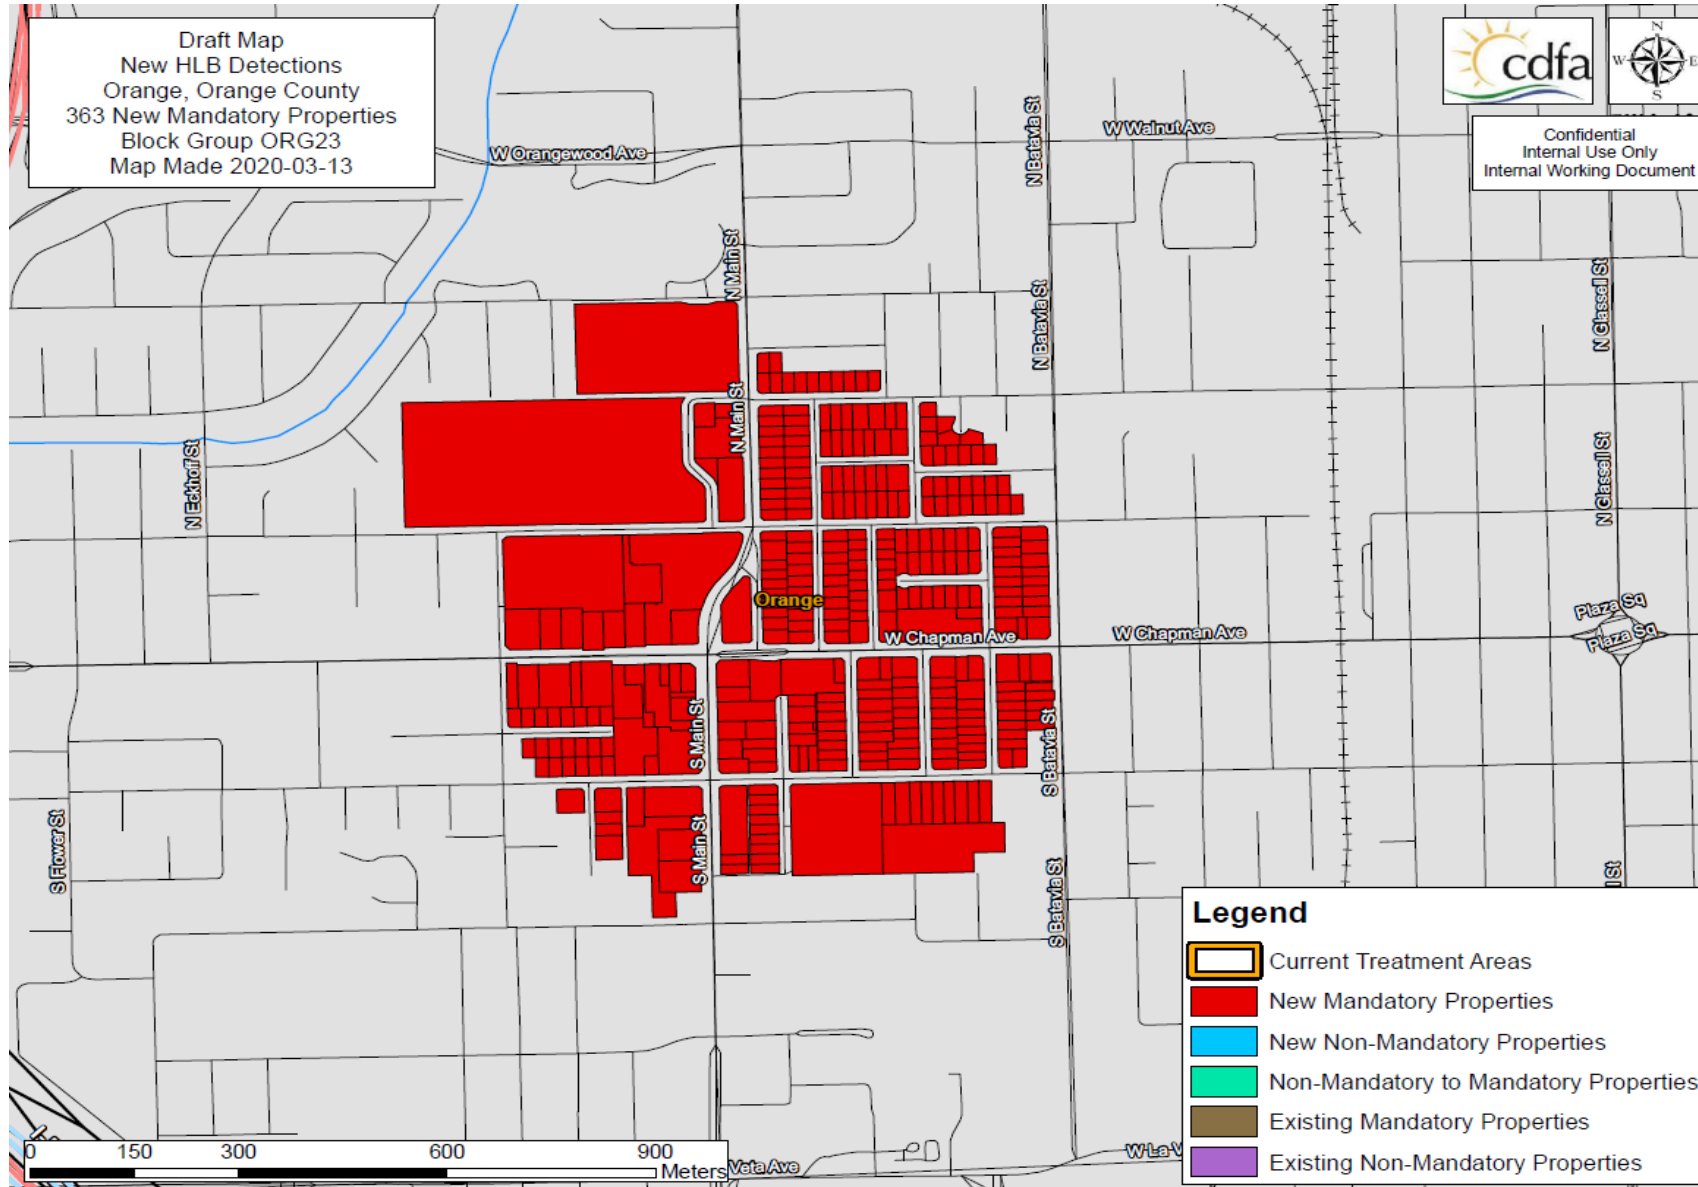 Draft Map
New HLB Detections
Orange, Orange County
363 New Mandatory Properties
Block Group ORG23
Map Made 2020-03-13
cdfa
N
W E
S
Confidential
Internal Use Only
Internal Working Document
W Orangewood Ave
W Walnut Ave
N Batavia St
N Main St
N Batavia St
N Glassell St
N Main St
N Eckhoff St
N Glassell St
Orange
W Chapman Ave
W Chapman Ave
Plaza Sq
Plaza Sq
S Main St
S Batavia St
S Flower St
S Main St
S Batavia St
l St
Legend
Current Treatment Areas
New Mandatory Properties
New Non-Mandatory Properties
Non-Mandatory to Mandatory Properties
Existing Mandatory Properties
Existing Non-Mandatory Properties
0 150 300 600 900
Meters
Veta Ave
W La V